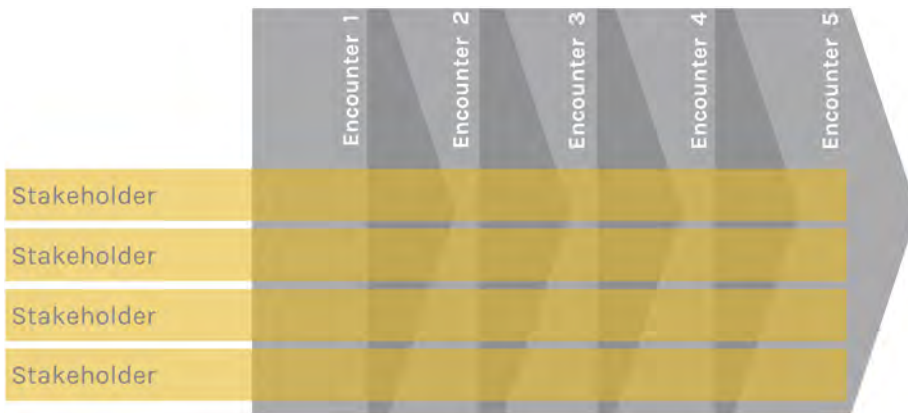 Encounter 1
Encounter 2
Encounter 3
Encounter 4
Encounter 5
Stakeholder
Stakeholder
Stakeholder
Stakeholder